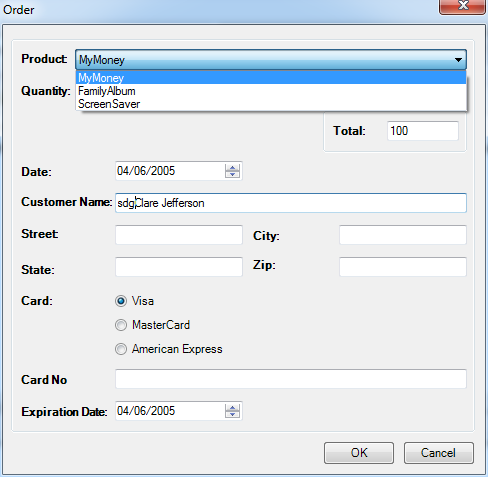 Order
Product: MyMoney
MyMoney
Quantity: FamilyAlbum
ScreenSaver
Total: 100
Date: 04/06/2005
Customer Name: sdgClare Jefferson
Street: City:
State: Zip:
Card: Visa
MasterCard
American Express
Card No
Expiration Date: 04/06/2005
OK Cancel